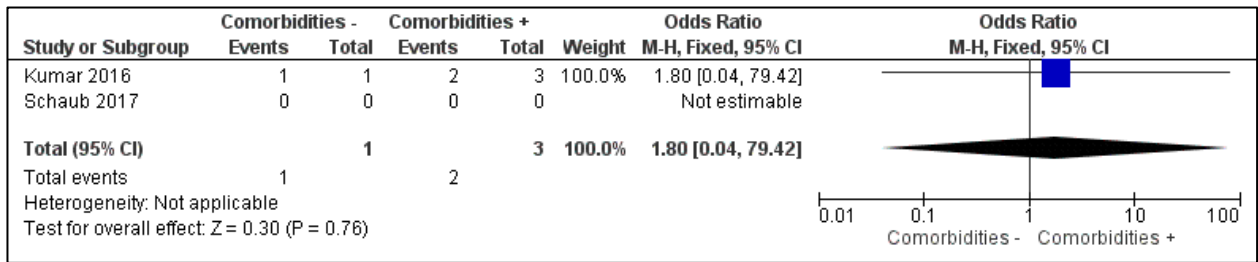 Comorbidities - Comorbidities + Odds Ratio Odds Ratio
Study or Subgroup Events Total Events Total Weight M-H, Fixed, 95% CI M-H, Fixed, 95% CI
Kumar 2016 1 1 2 3 100.0% 1.80 [0.04, 79.42]
Schaub 2017 0 0 0 0 Not estimable
Total (95% CI) 1 3 100.0% 1.80 [0.04, 79.42]
Total events 1 2
Heterogeneity: Not applicable
Test for overall effect: Z = 0.30 (P = 0.76)
0.01 0.1 1 10 100
Comorbidities - Comorbidities +